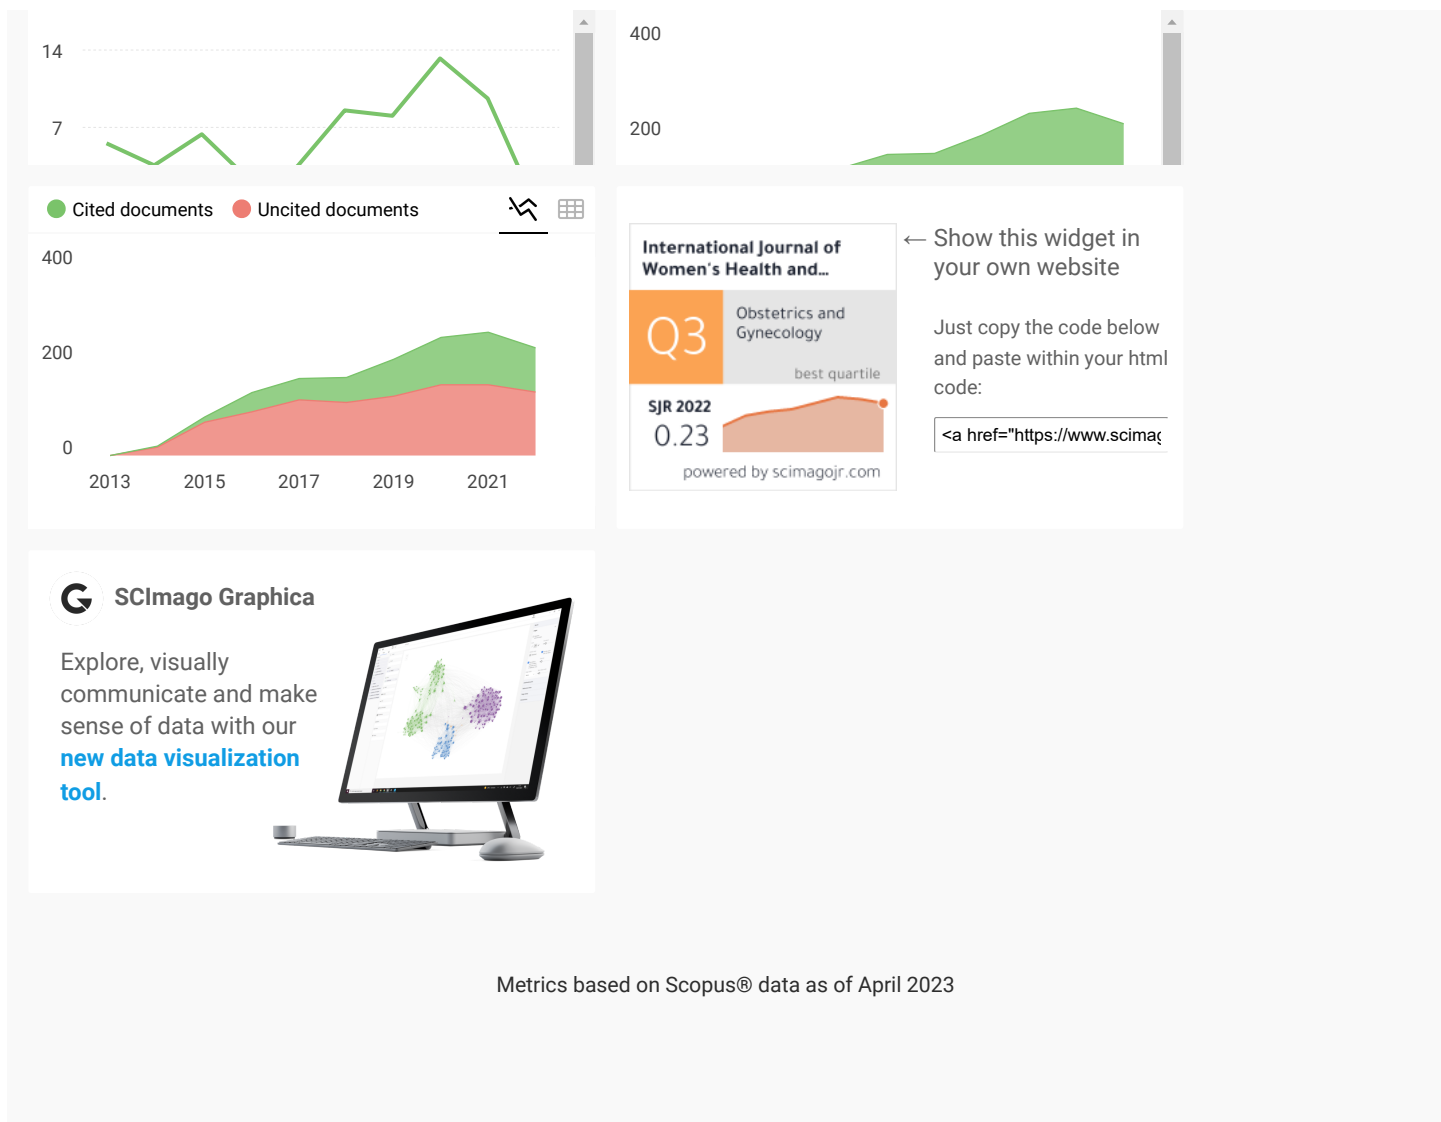 14
7
400
200
Cited documents
Uncited documents
400
200
0
2013
2015
2017
2019
2021
International Journal of
Women's Health and...
Q3
Obstetrics and
Gynecology
best quartile
SJR 2022
0.23
powered by scimagojr.com
← Show this widget in
your own website
Just copy the code below
and paste within your html
code:
<a href="https://www.scimag
SCImago Graphica
Explore, visually
communicate and make
sense of data with our
new data visualization
tool.
Metrics based on Scopus® data as of April 2023